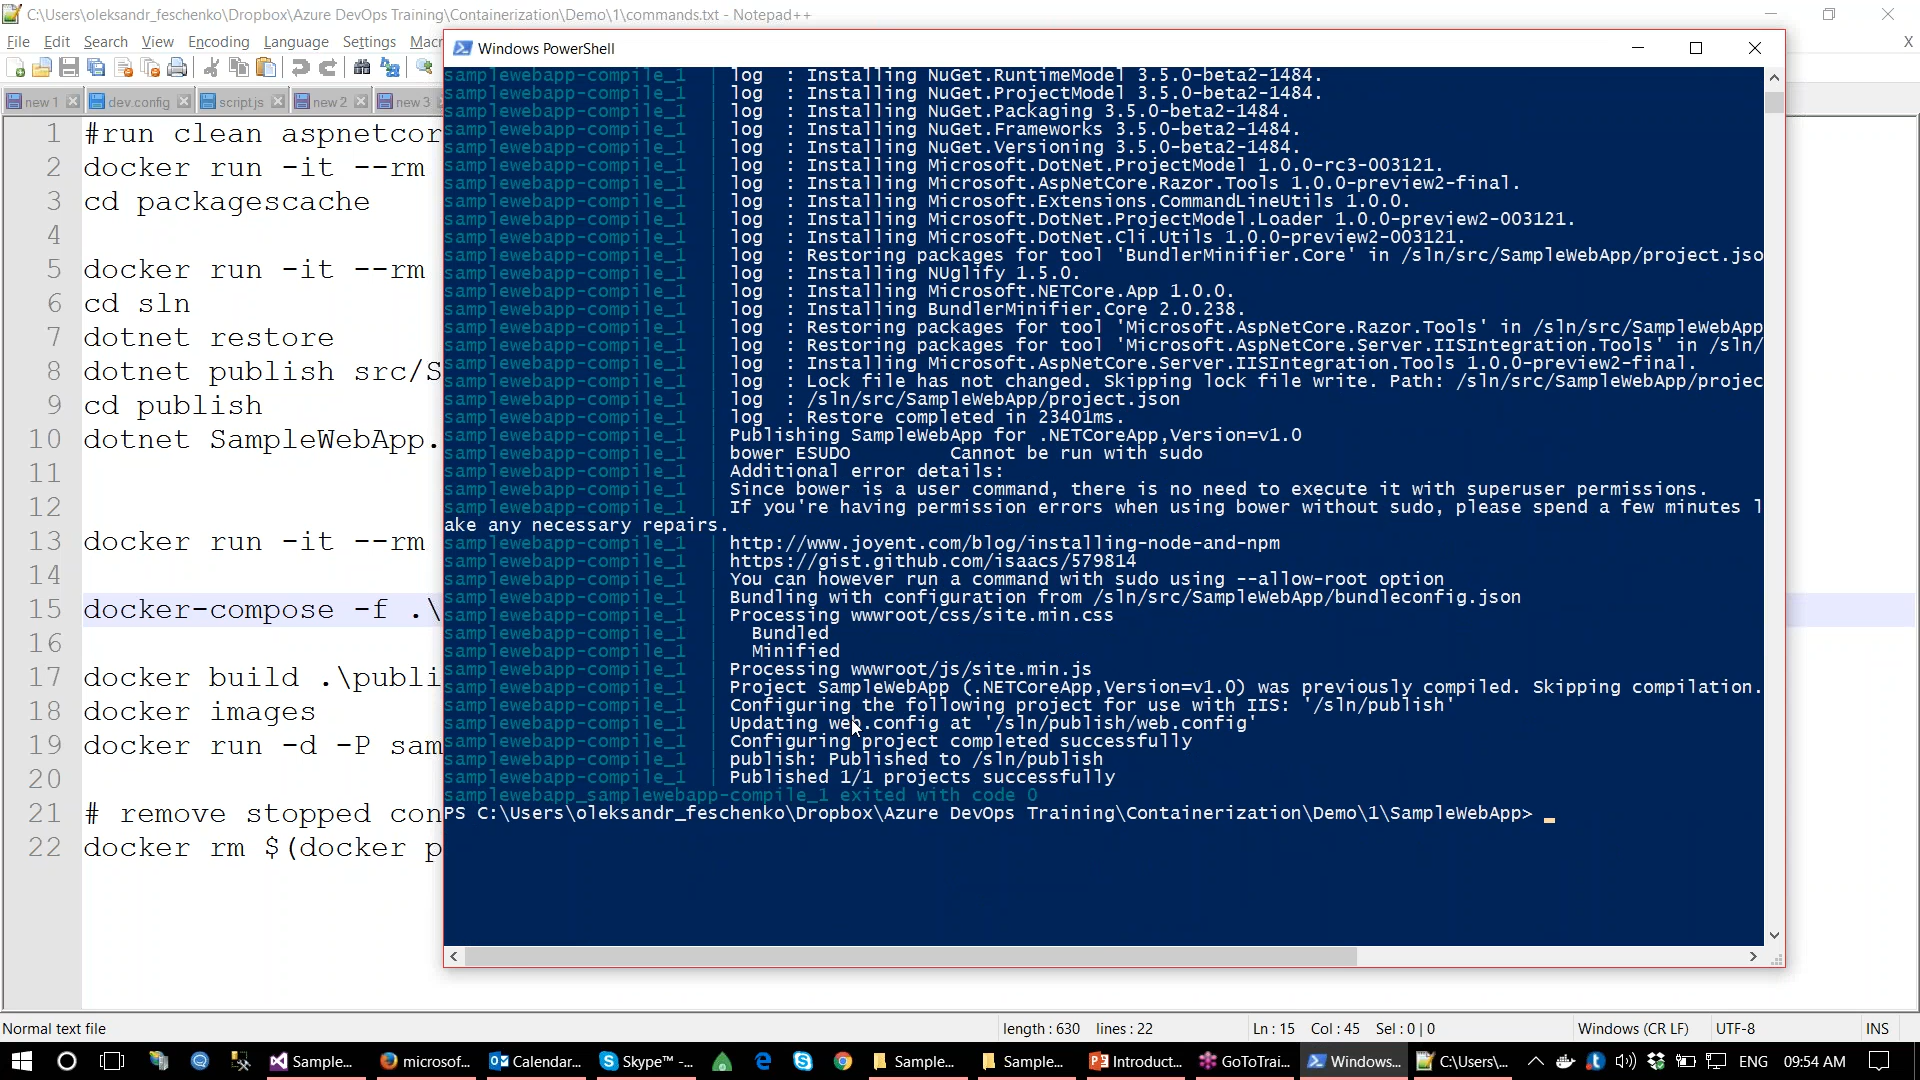 C:\Users\oleksandr_feschenko\Dropbox\Azure DevOps Training\Containerization\Demo\1\commands.txt - Notepad++
File Edit Search View Encoding Language Settings Mac
X
new 1 dev.config script.js new 2 new 3
Windows PowerShell
1 #run clean aspnetcor
2 docker run -it --rm
3 cd packagescache
4
5 docker run -it --rm
6 cd sln
7 dotnet restore
8 dotnet publish src/S
9 cd publish
10 dotnet SampleWebApp.
11
12
13 docker run -it --rm
14
15 docker-compose -f .\
16
17 docker build .\publi
18 docker images
19 docker run -d -P sam
20
21 # remove stopped con
22 docker rm $(docker p
samplewebapp-compile_1 | log : Installing NuGet.RuntimeModel 3.5.0-beta2-1484.
samplewebapp-compile_1 | log : Installing NuGet.ProjectModel 3.5.0-beta2-1484.
samplewebapp-compile_1 | log : Installing NuGet.Packaging 3.5.0-beta2-1484.
samplewebapp-compile_1 | log : Installing NuGet.Frameworks 3.5.0-beta2-1484.
samplewebapp-compile_1 | log : Installing NuGet.Versioning 3.5.0-beta2-1484.
samplewebapp-compile_1 | log : Installing Microsoft.DotNet.ProjectModel 1.0.0-rc3-003121.
samplewebapp-compile_1 | log : Installing Microsoft.AspNetCore.Razor.Tools 1.0.0-preview2-final.
samplewebapp-compile_1 | log : Installing Microsoft.Extensions.CommandLineUtils 1.0.0.
samplewebapp-compile_1 | log : Installing Microsoft.DotNet.ProjectModel.Loader 1.0.0-preview2-003121.
samplewebapp-compile_1 | log : Installing Microsoft.DotNet.Cli.Utils 1.0.0-preview2-003121.
samplewebapp-compile_1 | log : Restoring packages for tool 'BundlerMinifier.Core' in /sln/src/SampleWebApp/project.jso
samplewebapp-compile_1 | log : Installing NUglify 1.5.0.
samplewebapp-compile_1 | log : Installing Microsoft.NETCore.App 1.0.0.
samplewebapp-compile_1 | log : Installing BundlerMinifier.Core 2.0.238.
samplewebapp-compile_1 | log : Restoring packages for tool 'Microsoft.AspNetCore.Razor.Tools' in /sln/src/SampleWebApp
samplewebapp-compile_1 | log : Restoring packages for tool 'Microsoft.AspNetCore.Server.IISIntegration.Tools' in /sln/
samplewebapp-compile_1 | log : Installing Microsoft.AspNetCore.Server.IISIntegration.Tools 1.0.0-preview2-final.
samplewebapp-compile_1 | log : Lock file has not changed. Skipping lock file write. Path: /sln/src/SampleWebApp/projec
samplewebapp-compile_1 | log : /sln/src/SampleWebApp/project.json
samplewebapp-compile_1 | log : Restore completed in 23401ms.
samplewebapp-compile_1 | Publishing SampleWebApp for .NETCoreApp,Version=v1.0
samplewebapp-compile_1 | bower ESUDO Cannot be run with sudo
samplewebapp-compile_1 | Additional error details:
samplewebapp-compile_1 | Since bower is a user command, there is no need to execute it with superuser permissions.
samplewebapp-compile_1 | If you're having permission errors when using bower without sudo, please spend a few minutes l
ake any necessary repairs.
samplewebapp-compile_1 | http://www.joyent.com/blog/installing-node-and-npm
samplewebapp-compile_1 | https://gist.github.com/isaacs/579814
samplewebapp-compile_1 | You can however run a command with sudo using --allow-root option
samplewebapp-compile_1 | Bundling with configuration from /sln/src/SampleWebApp/bundleconfig.json
samplewebapp-compile_1 | Processing wwwroot/css/site.min.css
samplewebapp-compile_1 | Bundled
samplewebapp-compile_1 | Minified
samplewebapp-compile_1 | Processing wwwroot/js/site.min.js
samplewebapp-compile_1 | Project SampleWebApp (.NETCoreApp,Version=v1.0) was previously compiled. Skipping compilation.
samplewebapp-compile_1 | Configuring the following project for use with IIS: '/sln/publish'
samplewebapp-compile_1 | Updating web.config at '/sln/publish/web.config'
samplewebapp-compile_1 | Configuring project completed successfully
samplewebapp-compile_1 | publish: Published to /sln/publish
samplewebapp-compile_1 | Published 1/1 projects successfully
samplewebapp_samplewebapp-compile_1 exited with code 0
PS C:\Users\oleksandr_feschenko\Dropbox\Azure DevOps Training\Containerization\Demo\1\SampleWebApp>
Normal text file length : 630 lines : 22 Ln : 15 Col : 45 Sel : 0 | 0 Windows (CR LF) UTF-8 INS
Sample... microsof... Calendar... Skype™ -... Sample... Sample... Introduct... GoToTrai... Windows... C:\Users\... ENG 09:54 AM